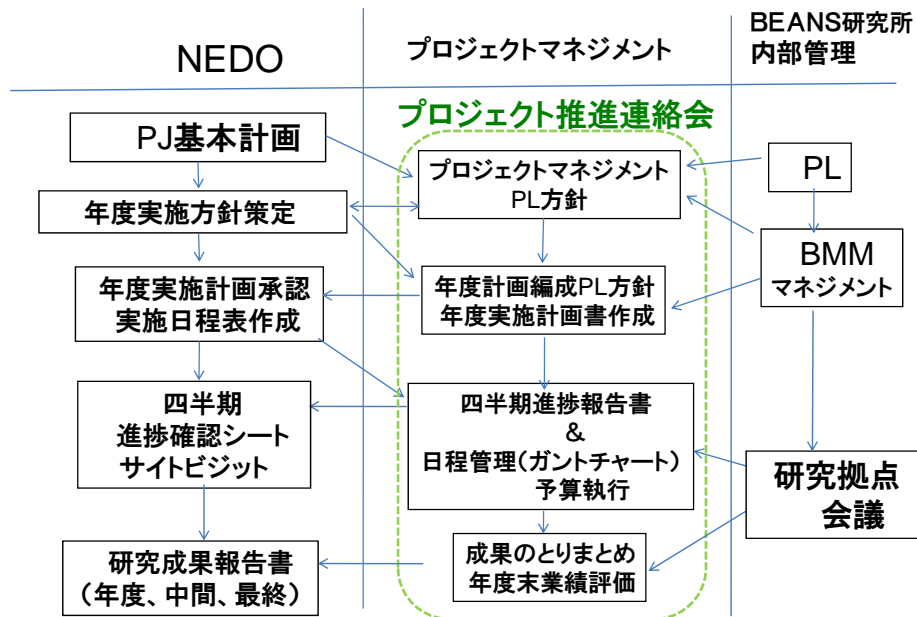 NEDO
プロジェクトマネジメント
BEANS研究所
内部管理
プロジェクト推進連絡会
PJ基本計画
プロジェクトマネジメント
PL方針
PL
年度実施方針策定
BMM
マネジメント
年度実施計画承認
実施日程表作成
年度計画編成PL方針
年度実施計画書作成
四半期
進捗確認シート
サイトビジット
四半期進捗報告書
&
日程管理(ガントチャート)
予算執行
研究拠点
会議
研究成果報告書
(年度、中間、最終)
成果のとりまとめ
年度末業績評価